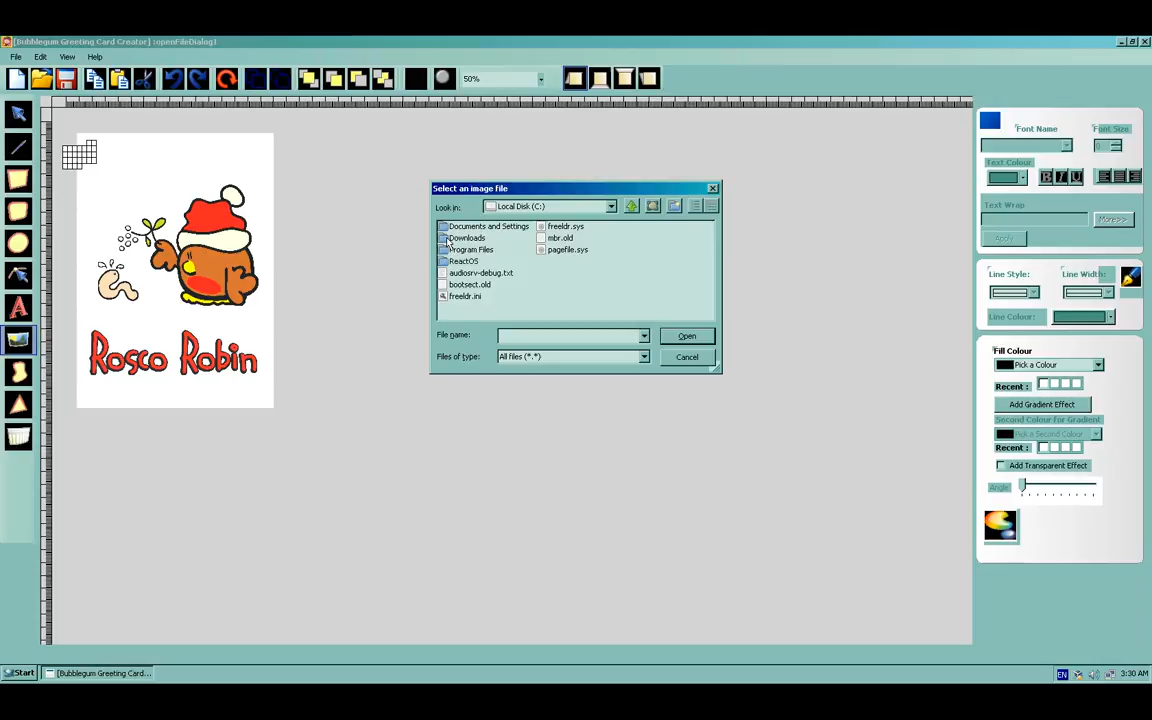 [Bubblegum Greeting Card Creator] :openFileDialog1
File Edit View Help
50%
Select an image file
Look in: Local Disk (C:)
Documents and Settings
Downloads
Program Files
ReactOS
audiosrv-debug.txt
bootsect.old
freeldr.ini
freeldr.sys
mbr.old
pagefile.sys
File name:
Open
Files of type: All files (*.*)
Cancel
Rosco Robin
Font Name
Font Size
0
Text Colour
B I U
Text Wrap
More>>
Apply
Line Style:
Line Width:
Line Colour:
Fill Colour
Pick a Colour
Recent :
Add Gradient Effect
Second Colour for Gradient
Pick a Second Colour
Recent :
Add Transparent Effect
Angle
Start
[Bubblegum Greeting Card...
EN
3:30 AM